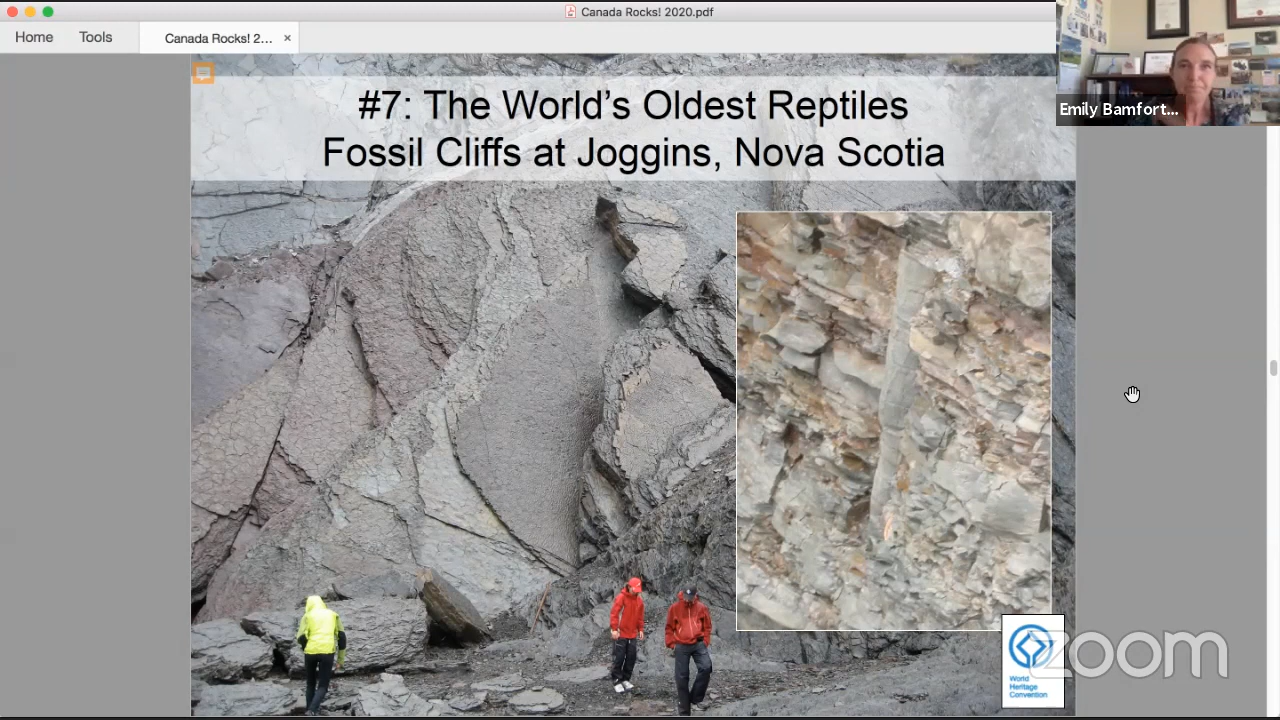 Canada Rocks! 2020.pdf
Home
Tools
Canada Rocks! 2...
×
Emily Bamfort...
#7: The World’s Oldest Reptiles
Fossil Cliffs at Joggins, Nova Scotia
World
Heritage
Convention
zoom